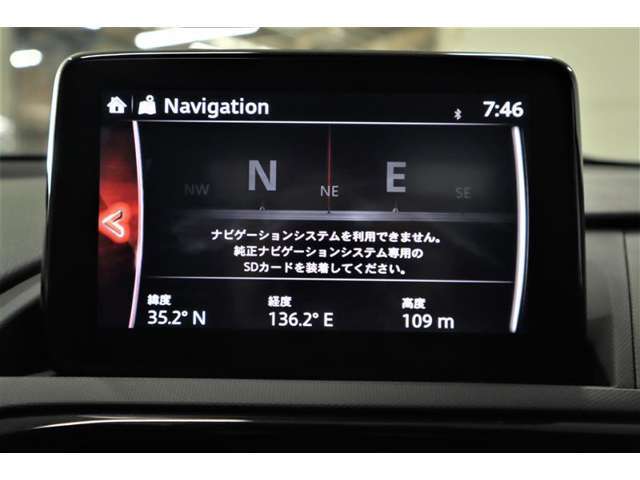 Navigation 7:46
N E
NW NE SE
ナビゲーションシステムを利用できません。
純正ナビゲーションシステム専用の
SDカードを装着してください。
緯度 経度 高度
35.2° N 136.2° E 109 m